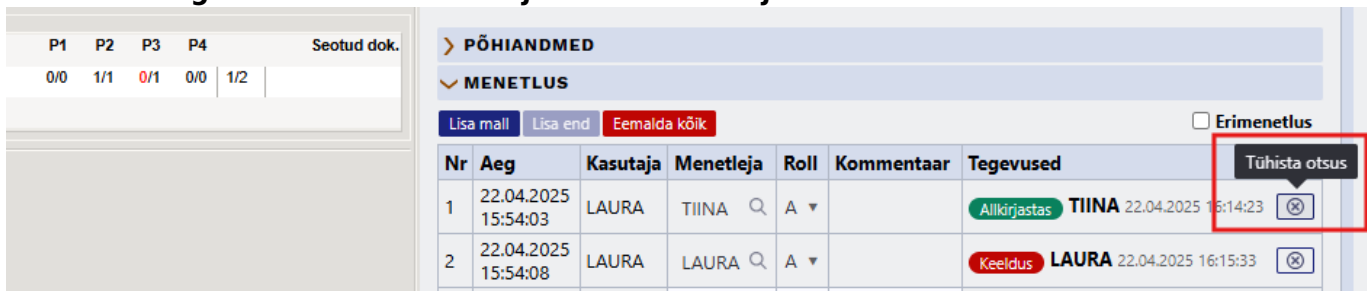 P1 P2 P3 P4 Seotud dok.
0/0 1/1 0/1 0/0 1/2
PÕHIANDMED
MENETLUS
Lisa mall Lisa end Eemalda kõik Erimenetlus
Nr Aeg Kasutaja Menetleja Roll Kommentaar Tegevused Tühista otsus
1 22.04.2025 15:54:03 LAURA TIINA A Allkirjastas TIINA 22.04.2025 16:14:23
2 22.04.2025 15:54:08 LAURA LAURA A Keeldus LAURA 22.04.2025 16:15:33